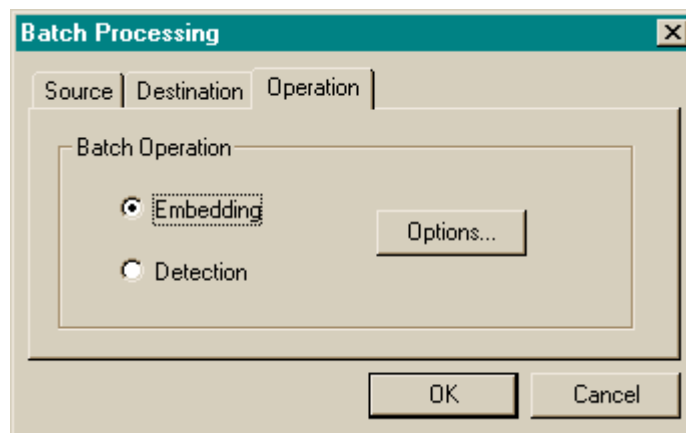 Batch Processing
Source Destination Operation
Batch Operation
Embedding
Options...
Detection
OK Cancel